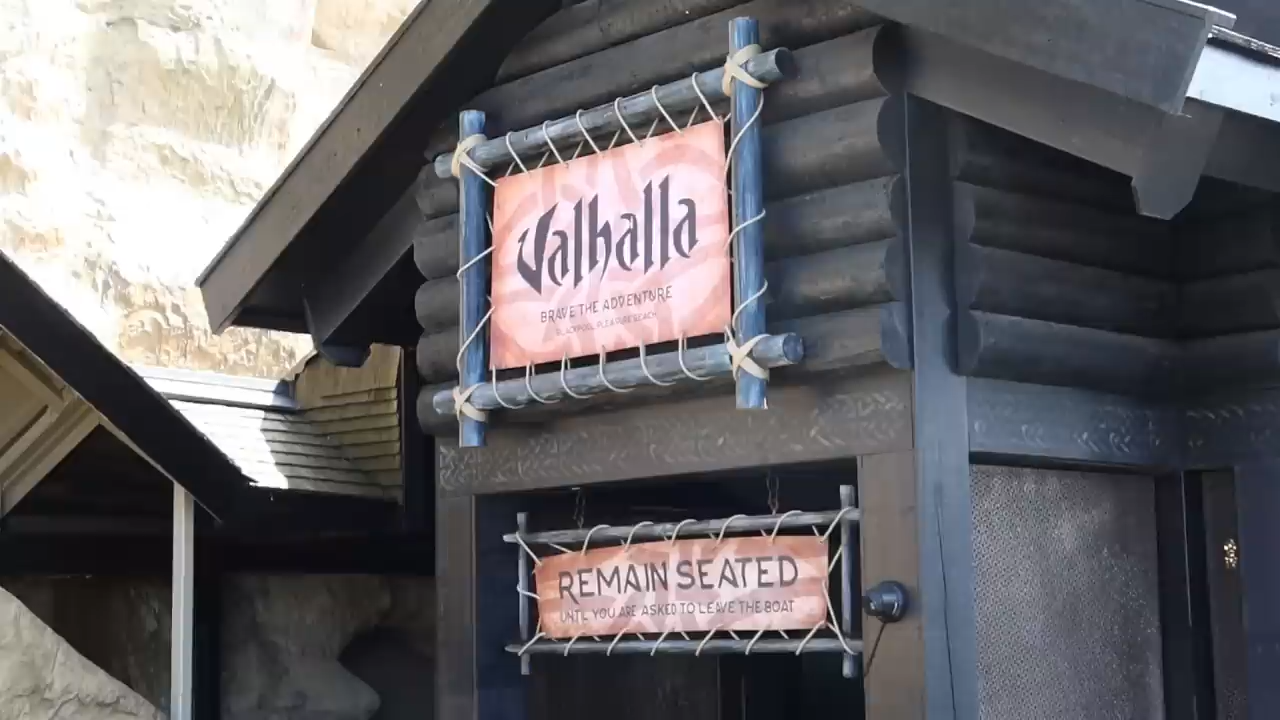 Valhalla
BRAVE THE ADVENTURE
BLACKPOOL PLEASURE BEACH
REMAIN SEATED
UNTIL YOU ARE ASKED TO LEAVE THE BOAT